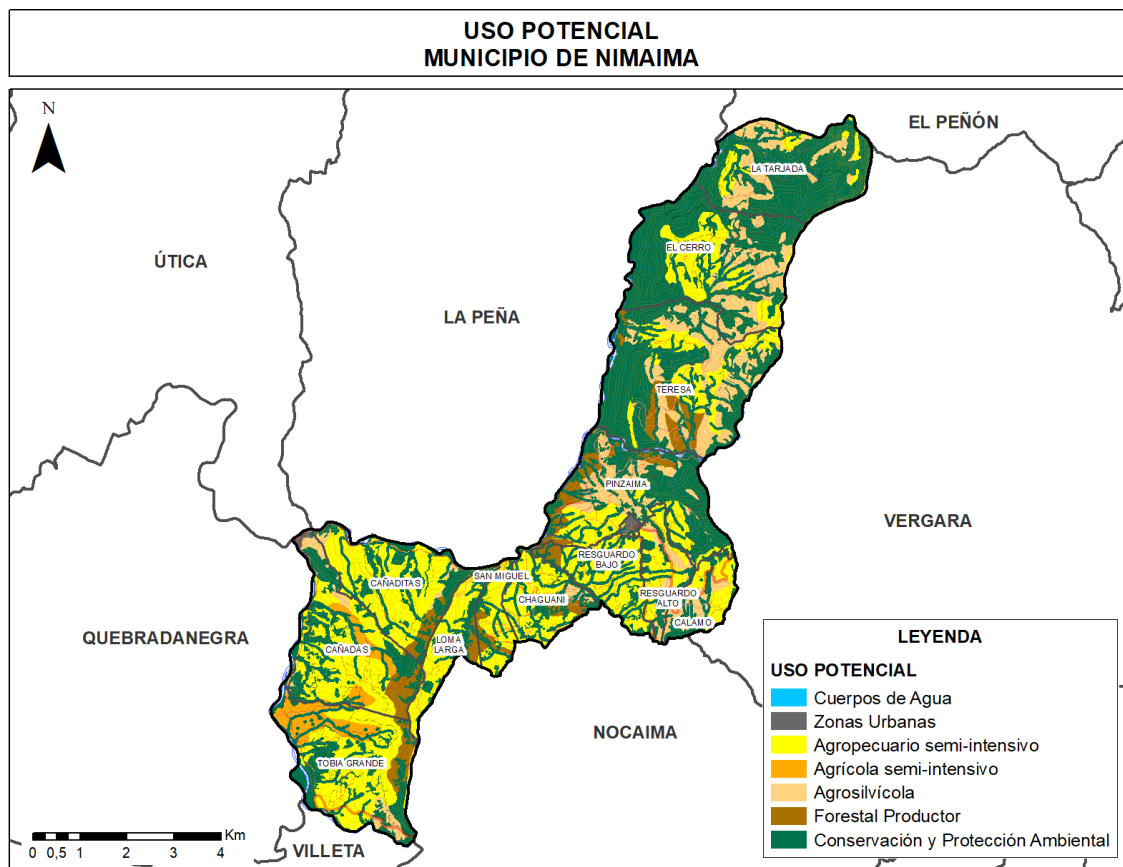 USO POTENCIAL
MUNICIPIO DE NIMAIMA
N
EL PEÑÓN
LA TARJADA
EL CERRO
ÚTICA
LA PEÑA
TERESA
PINZAIMA
VERGARA
RESGUARDO
BAJO
SAN MIGUEL
CAÑADITAS
CHAGUANI
RESGUARDO
ALTO
CALAMO
QUEBRADANEGRA
LOMA
LARGA
CAÑADAS
NOCAIMA
TOBIA GRANDE
VILLETA
Km
0 0,5 1 2 3 4
LEYENDA
USO POTENCIAL
Cuerpos de Agua
Zonas Urbanas
Agropecuario semi-intensivo
Agrícola semi-intensivo
Agrosilvícola
Forestal Productor
Conservación y Protección Ambiental